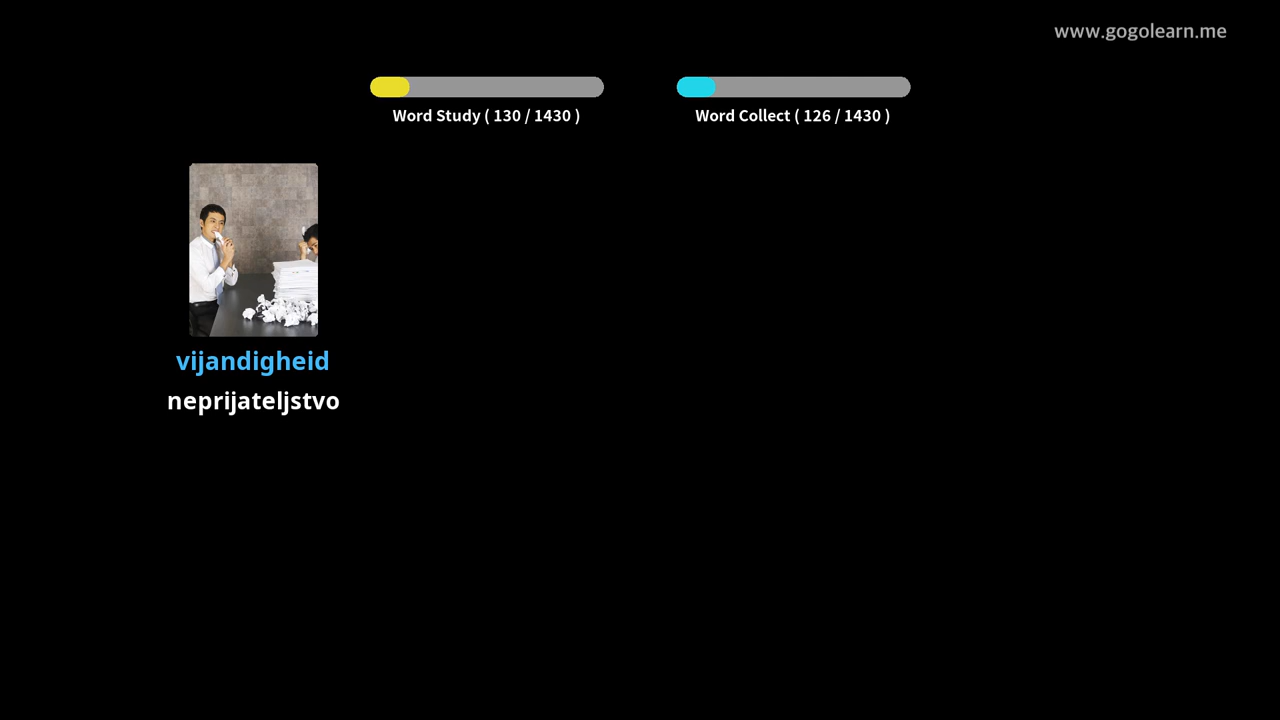 www.gogolearn.me
Word Study ( 130 / 1430 )
Word Collect ( 126 / 1430 )
vijandigheid
neprijateljstvo